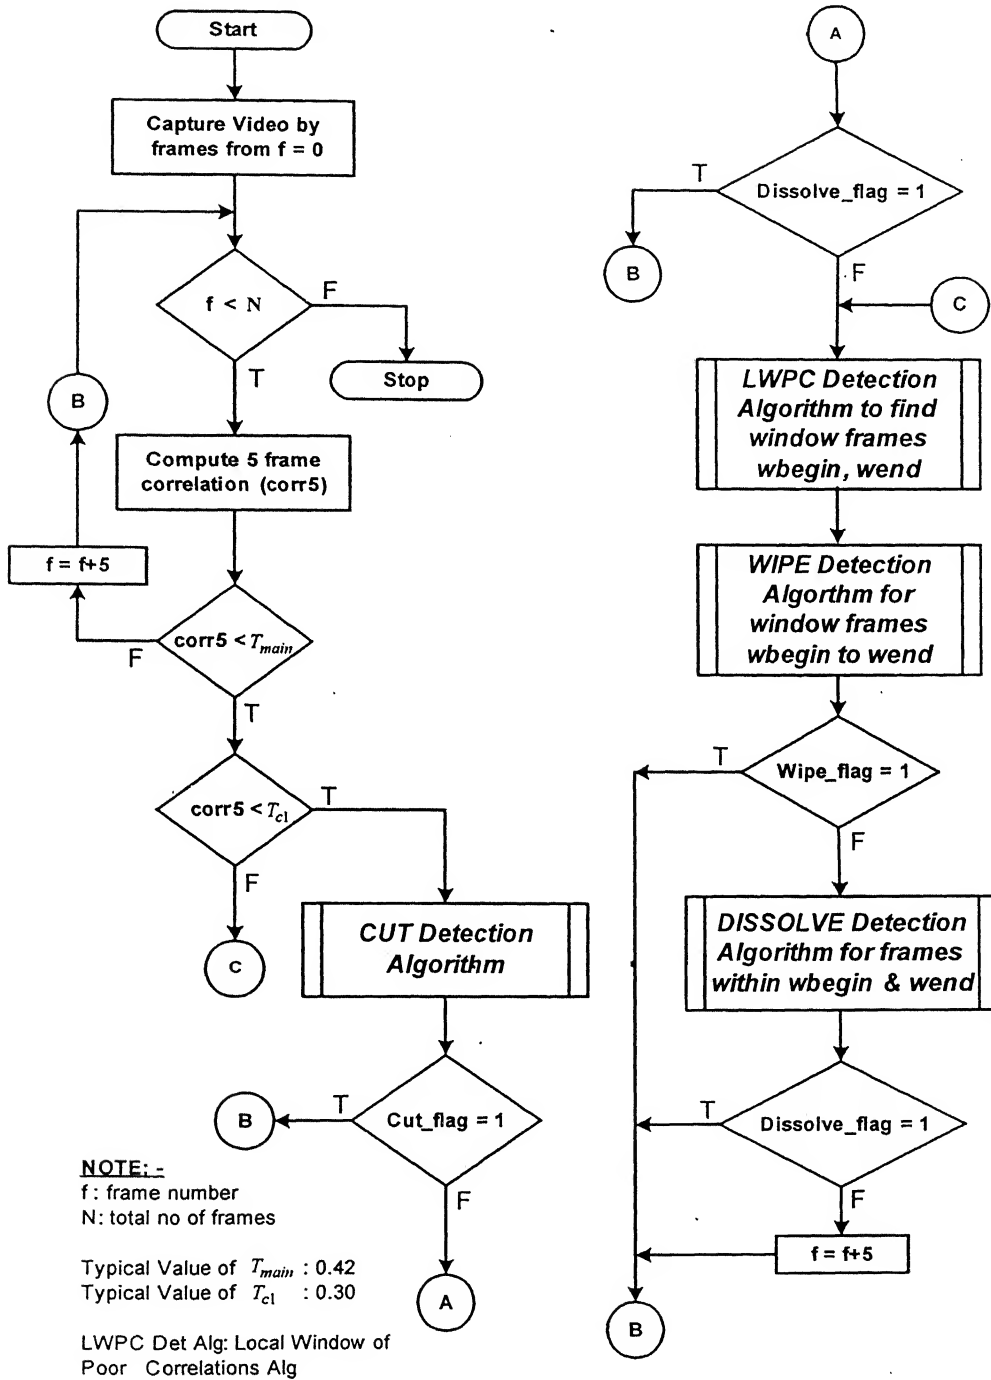 Start
Capture Video by
frames from f = 0
f < N
F
T
Stop
B
Compute 5 frame
correlation (corr5)
f = f+5
corr5 < Tmain
F
T
corr5 < Tc1
T
F
C
CUT Detection
Algorithm
Cut_flag = 1
T
B
F
A
NOTE: -
f : frame number
N: total no of frames
Typical Value of Tmain : 0.42
Typical Value of Tc1 : 0.30
LWPC Det Alg: Local Window of
Poor Correlations Alg
A
Dissolve_flag = 1
T
B
F
C
LWPC Detection
Algorithm to find
window frames
wbegin, wend
WIPE Detection
Algorthm for
window frames
wbegin to wend
Wipe_flag = 1
T
F
DISSOLVE Detection
Algorithm for frames
within wbegin & wend
Dissolve_flag = 1
T
F
f = f+5
B